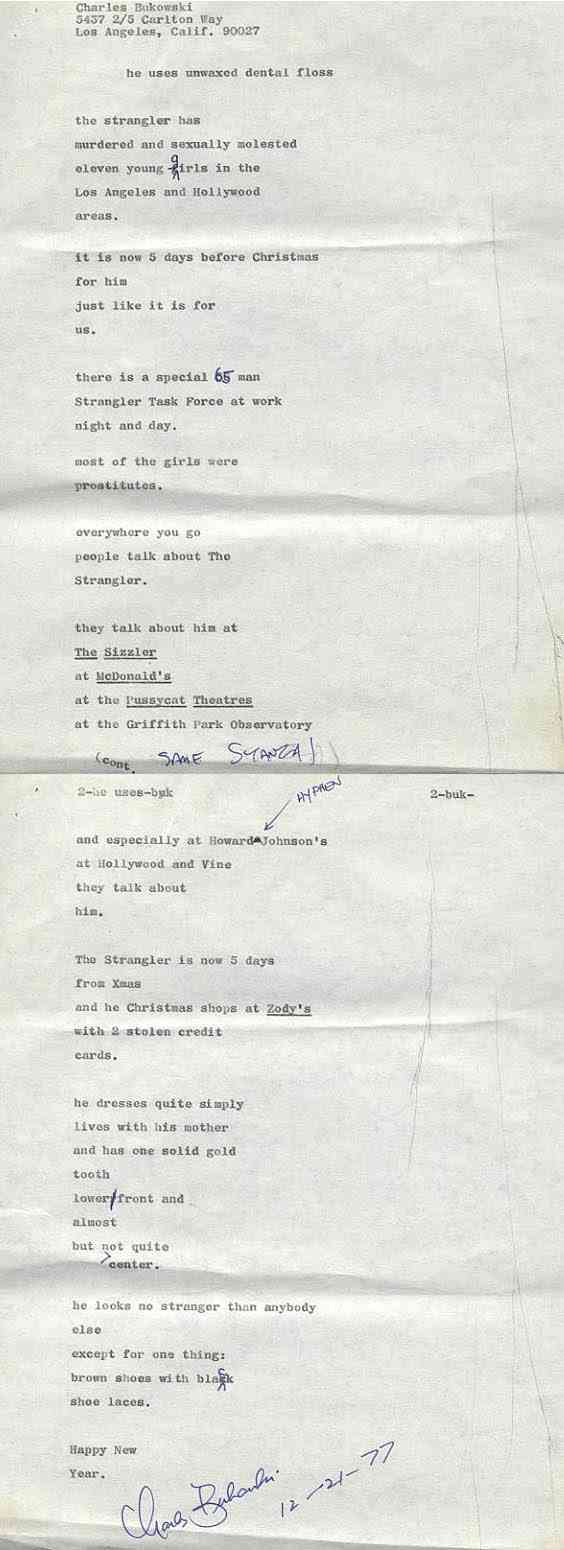 Charles Bukowski
5437 2/5 Carlton Way
Los Angeles, Calif. 90027
he uses unwaxed dental floss
the strangler has
murdered and sexually molested
eleven young girls in the
Los Angeles and Hollywood
areas.
it is now 5 days before Christmas
for him
just like it is for
us.
there is a special 65 man
Strangler Task Force at work
night and day.
most of the girls were
prostitutes.
everywhere you go
people talk about The
Strangler.
they talk about him at
The Sizzler
at McDonald's
at the Pussycat Theatres
at the Griffith Park Observatory
(cont. SAME STANZA)
2-he uses-buk 2-buk-
HYPHEN
and especially at Howard-Johnson's
at Hollywood and Vine
they talk about
him.
The Strangler is now 5 days
from Xmas
and he Christmas shops at Zody's
with 2 stolen credit
cards.
he dresses quite simply
lives with his mother
and has one solid gold
tooth
lower/front and
almost
but not quite
center.
he looks no stranger than anybody
else
except for one thing:
brown shoes with black
shoe laces.
Happy New
Year.
Charles Bukowski
12-21-77